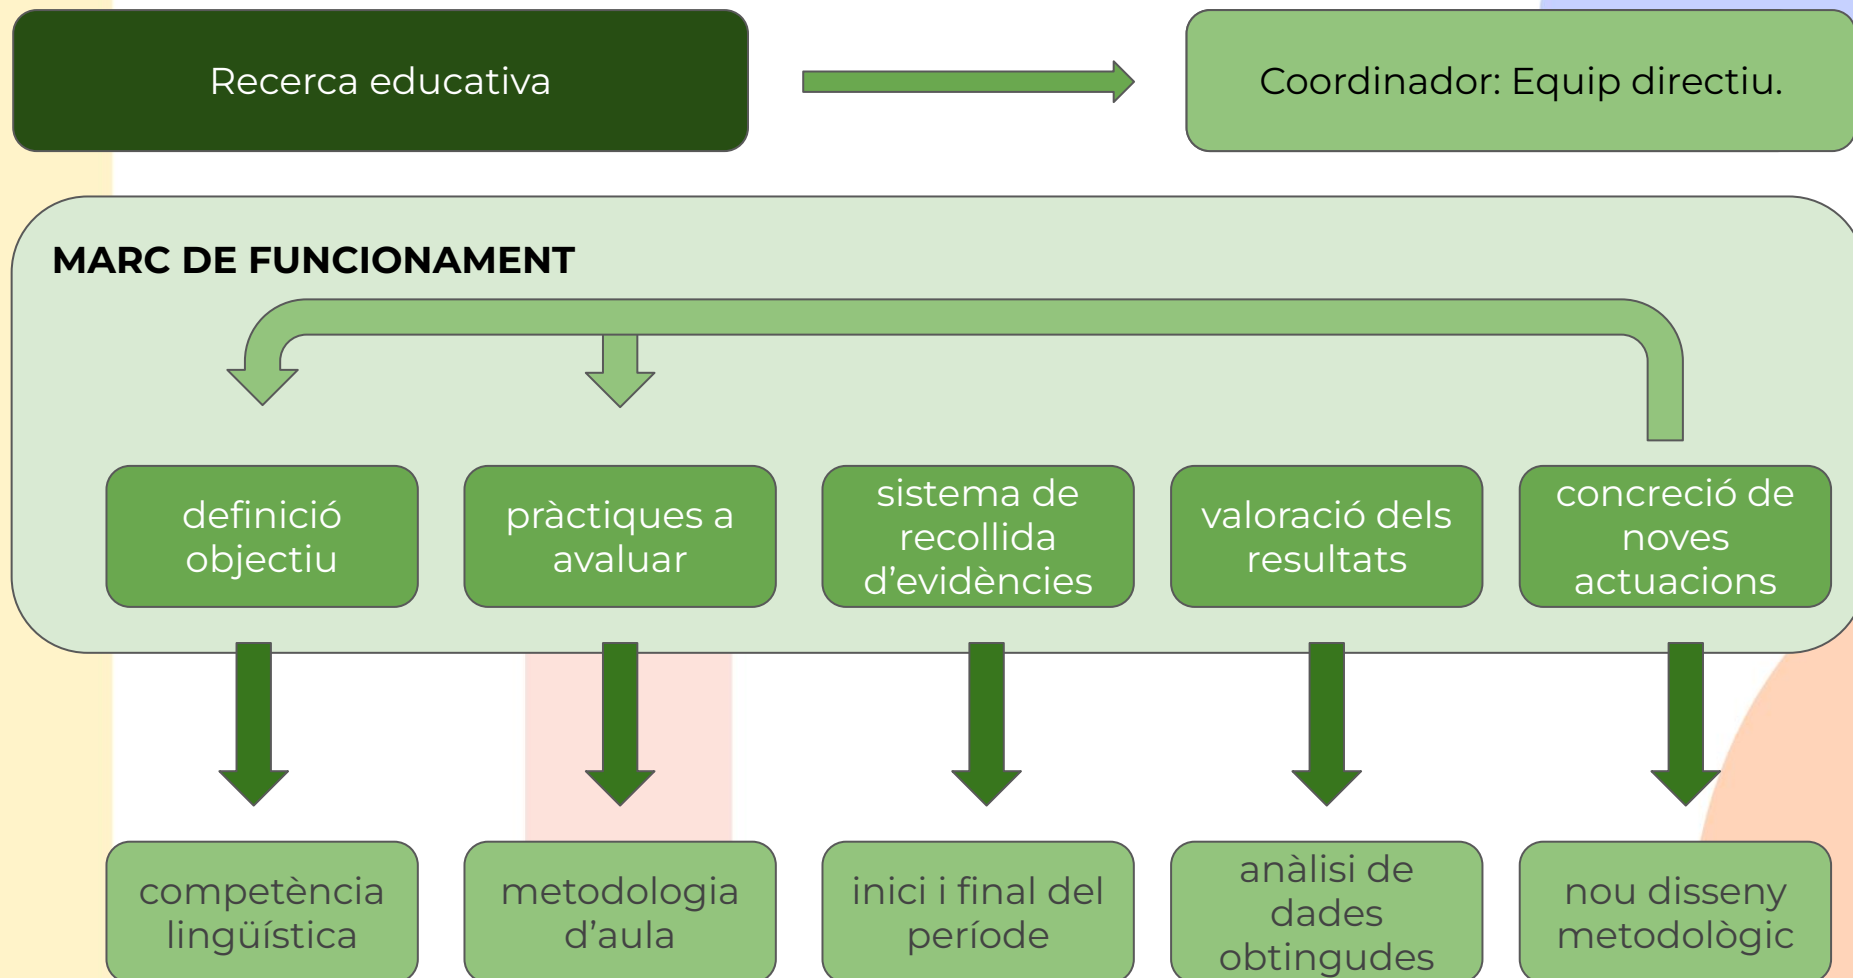 Recerca educativa
Coordinador: Equip directiu.
MARC DE FUNCIONAMENT
definició
objectiu
pràctiques a
avaluar
sistema de
recollida
d’evidències
valoració dels
resultats
concreció de
noves
actuacions
competència
lingüística
metodologia
d’aula
inici i final del
període
anàlisi de
dades
obtingudes
nou disseny
metodològic